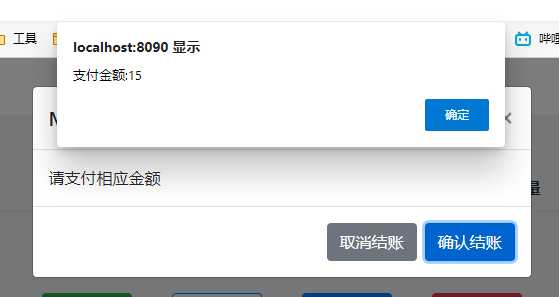 工具
哔哩
localhost:8090 显示
支付金额:15
确定
M
请支付相应金额
量
取消结账
确认结账